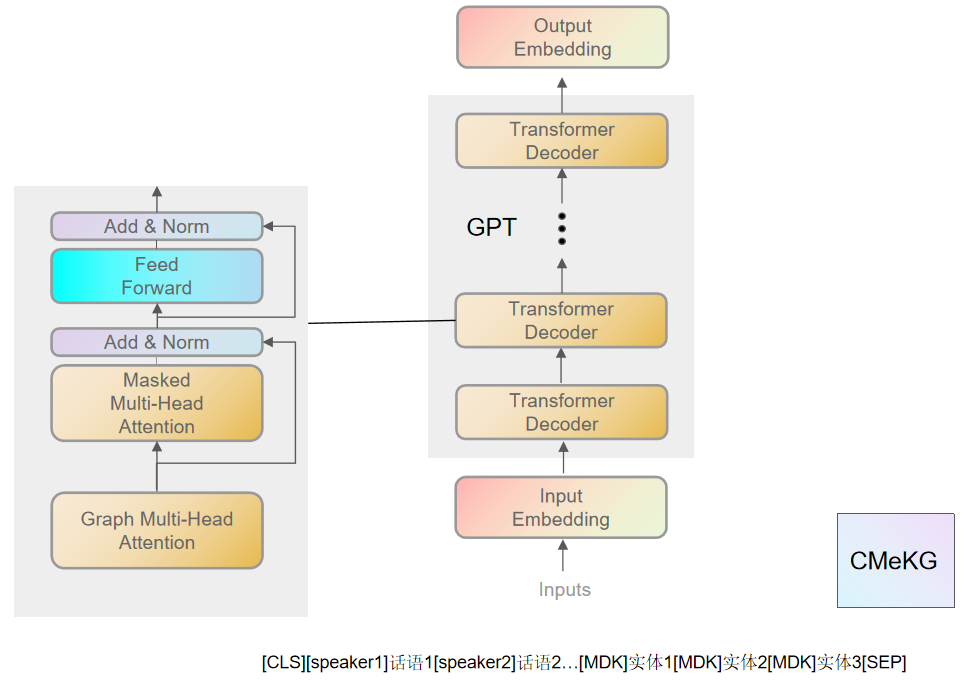 Output
Embedding
Transformer
Decoder
GPT
Transformer
Decoder
Transformer
Decoder
Input
Embedding
Inputs
Add & Norm
Feed
Forward
Add & Norm
Masked
Multi-Head
Attention
Graph Multi-Head
Attention
CMeKG
[CLS][speaker1]话语1[speaker2]话语2…[MDK]实体1[MDK]实体2[MDK]实体3[SEP]